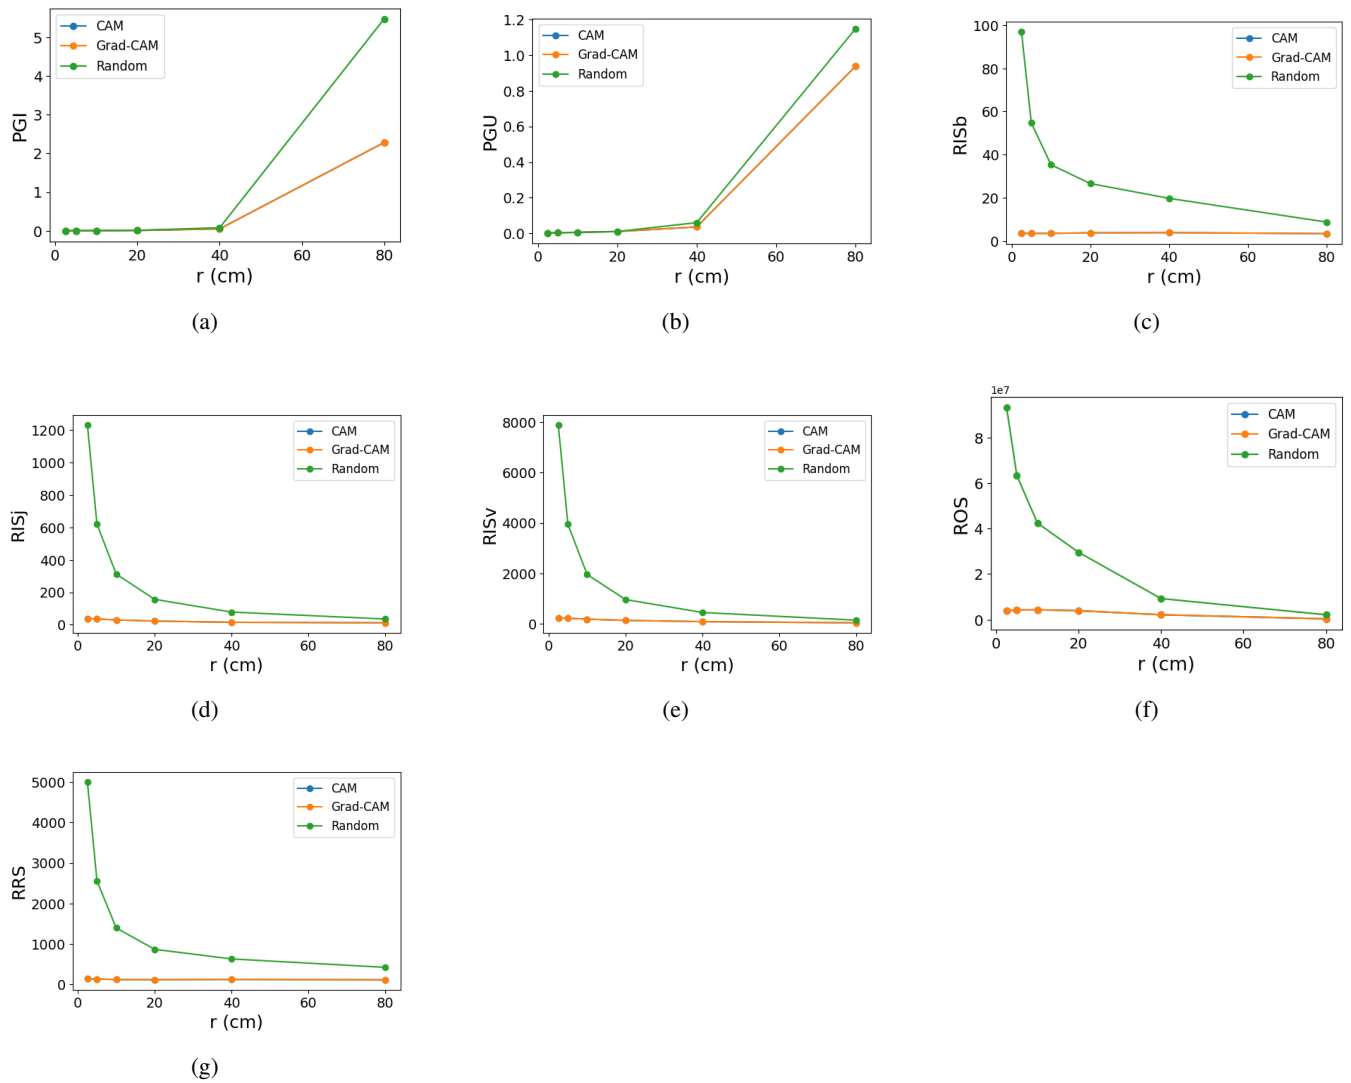 CAM
Grad-CAM
Random
PGI
5
4
3
2
1
0
0 20 40 60 80
r (cm)
(a)
CAM
Grad-CAM
Random
PGU
1.2
1.0
0.8
0.6
0.4
0.2
0.0
0 20 40 60 80
r (cm)
(b)
CAM
Grad-CAM
Random
RISb
100
80
60
40
20
0
0 20 40 60 80
r (cm)
(c)
CAM
Grad-CAM
Random
RISj
1200
1000
800
600
400
200
0
0 20 40 60 80
r (cm)
(d)
CAM
Grad-CAM
Random
RISv
8000
6000
4000
2000
0
0 20 40 60 80
r (cm)
(e)
1e7
CAM
Grad-CAM
Random
ROS
8
6
4
2
0
0 20 40 60 80
r (cm)
(f)
CAM
Grad-CAM
Random
RRS
5000
4000
3000
2000
1000
0
0 20 40 60 80
r (cm)
(g)